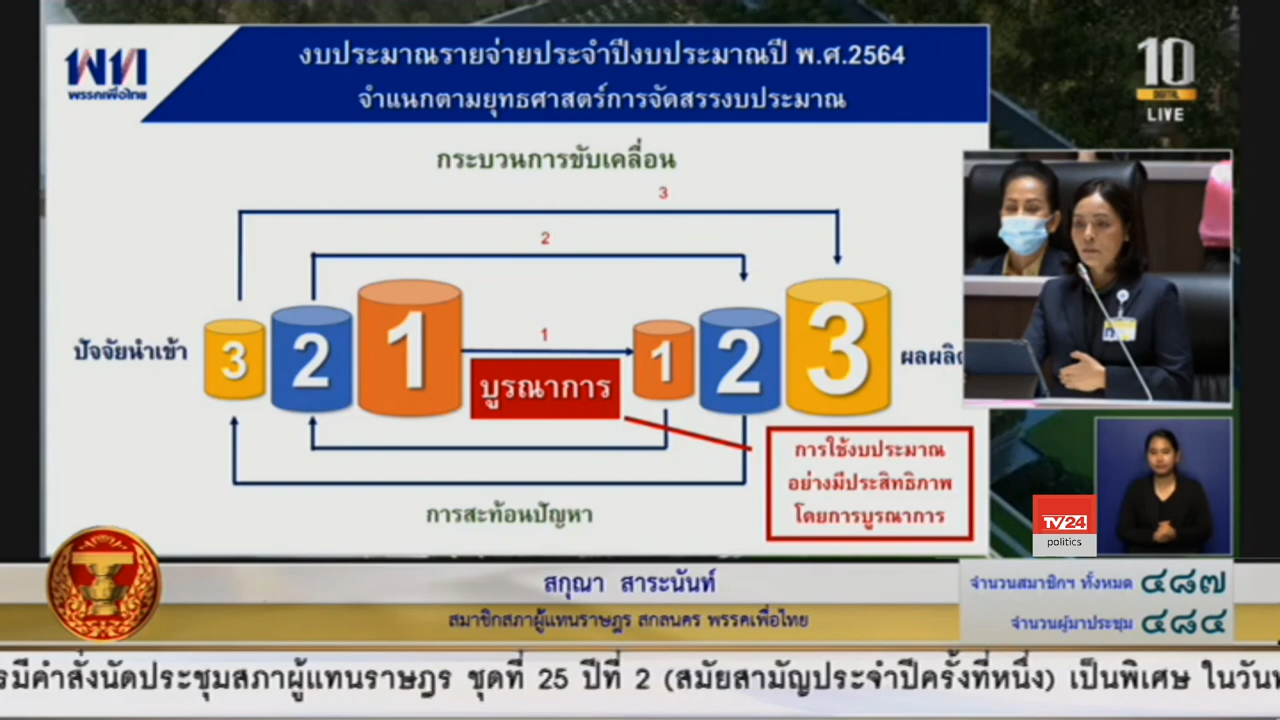 พท
พรรคเพื่อไทย
งบประมาณรายจ่ายประจำปีงบประมาณปี พ.ศ.2564
จำแนกตามยุทธศาสตร์การจัดสรรงบประมาณ
10
DIGITAL
LIVE
กระบวนการขับเคลื่อน
3
2
1
ปัจจัยนำเข้า
3
2
1
1
2
3
บูรณาการ
การใช้งบประมาณ
อย่างมีประสิทธิภาพ
โดยการบูรณาการ
การสะท้อนปัญหา
TV24
politics
สกุณา สาระนันท์
สมาชิกสภาผู้แทนราษฎร สกลนคร พรรคเพื่อไทย
จำนวนสมาชิกฯ ทั้งหมด ๔๘๗
จำนวนผู้มาประชุม ๔๘๔
มีคำสั่งนัดประชุมสภาผู้แทนราษฎร ชุดที่ 25 ปีที่ 2 (สมัยสามัญประจำปีครั้งที่หนึ่ง) เป็นพิเศษ ในวัน